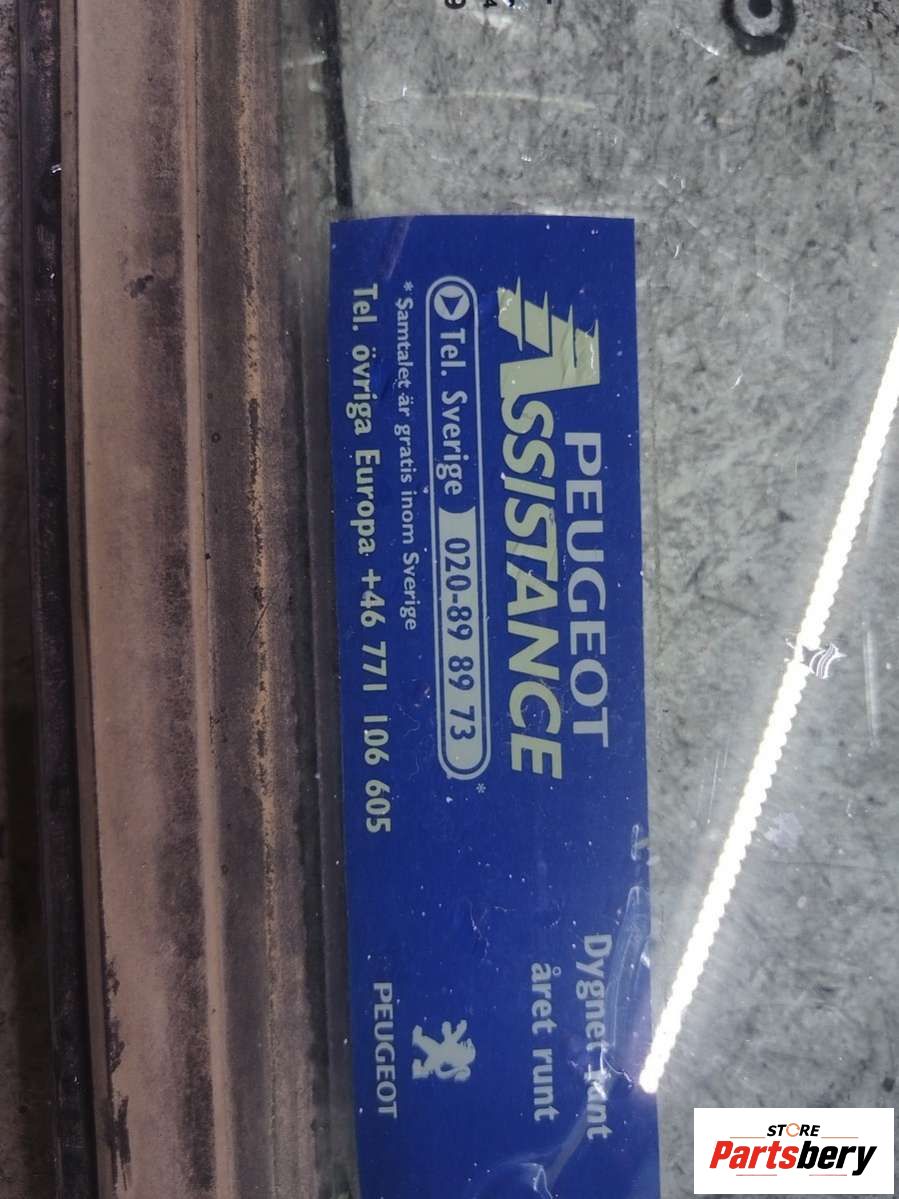 PEUGEOT
ASSISTANCE
Tel. Sverige 020-89 89 73 *
* Samtalet är gratis inom Sverige
Tel. övriga Europa +46 771 106 605
Dygnet runt
året runt
PEUGEOT
STORE
Partsbery